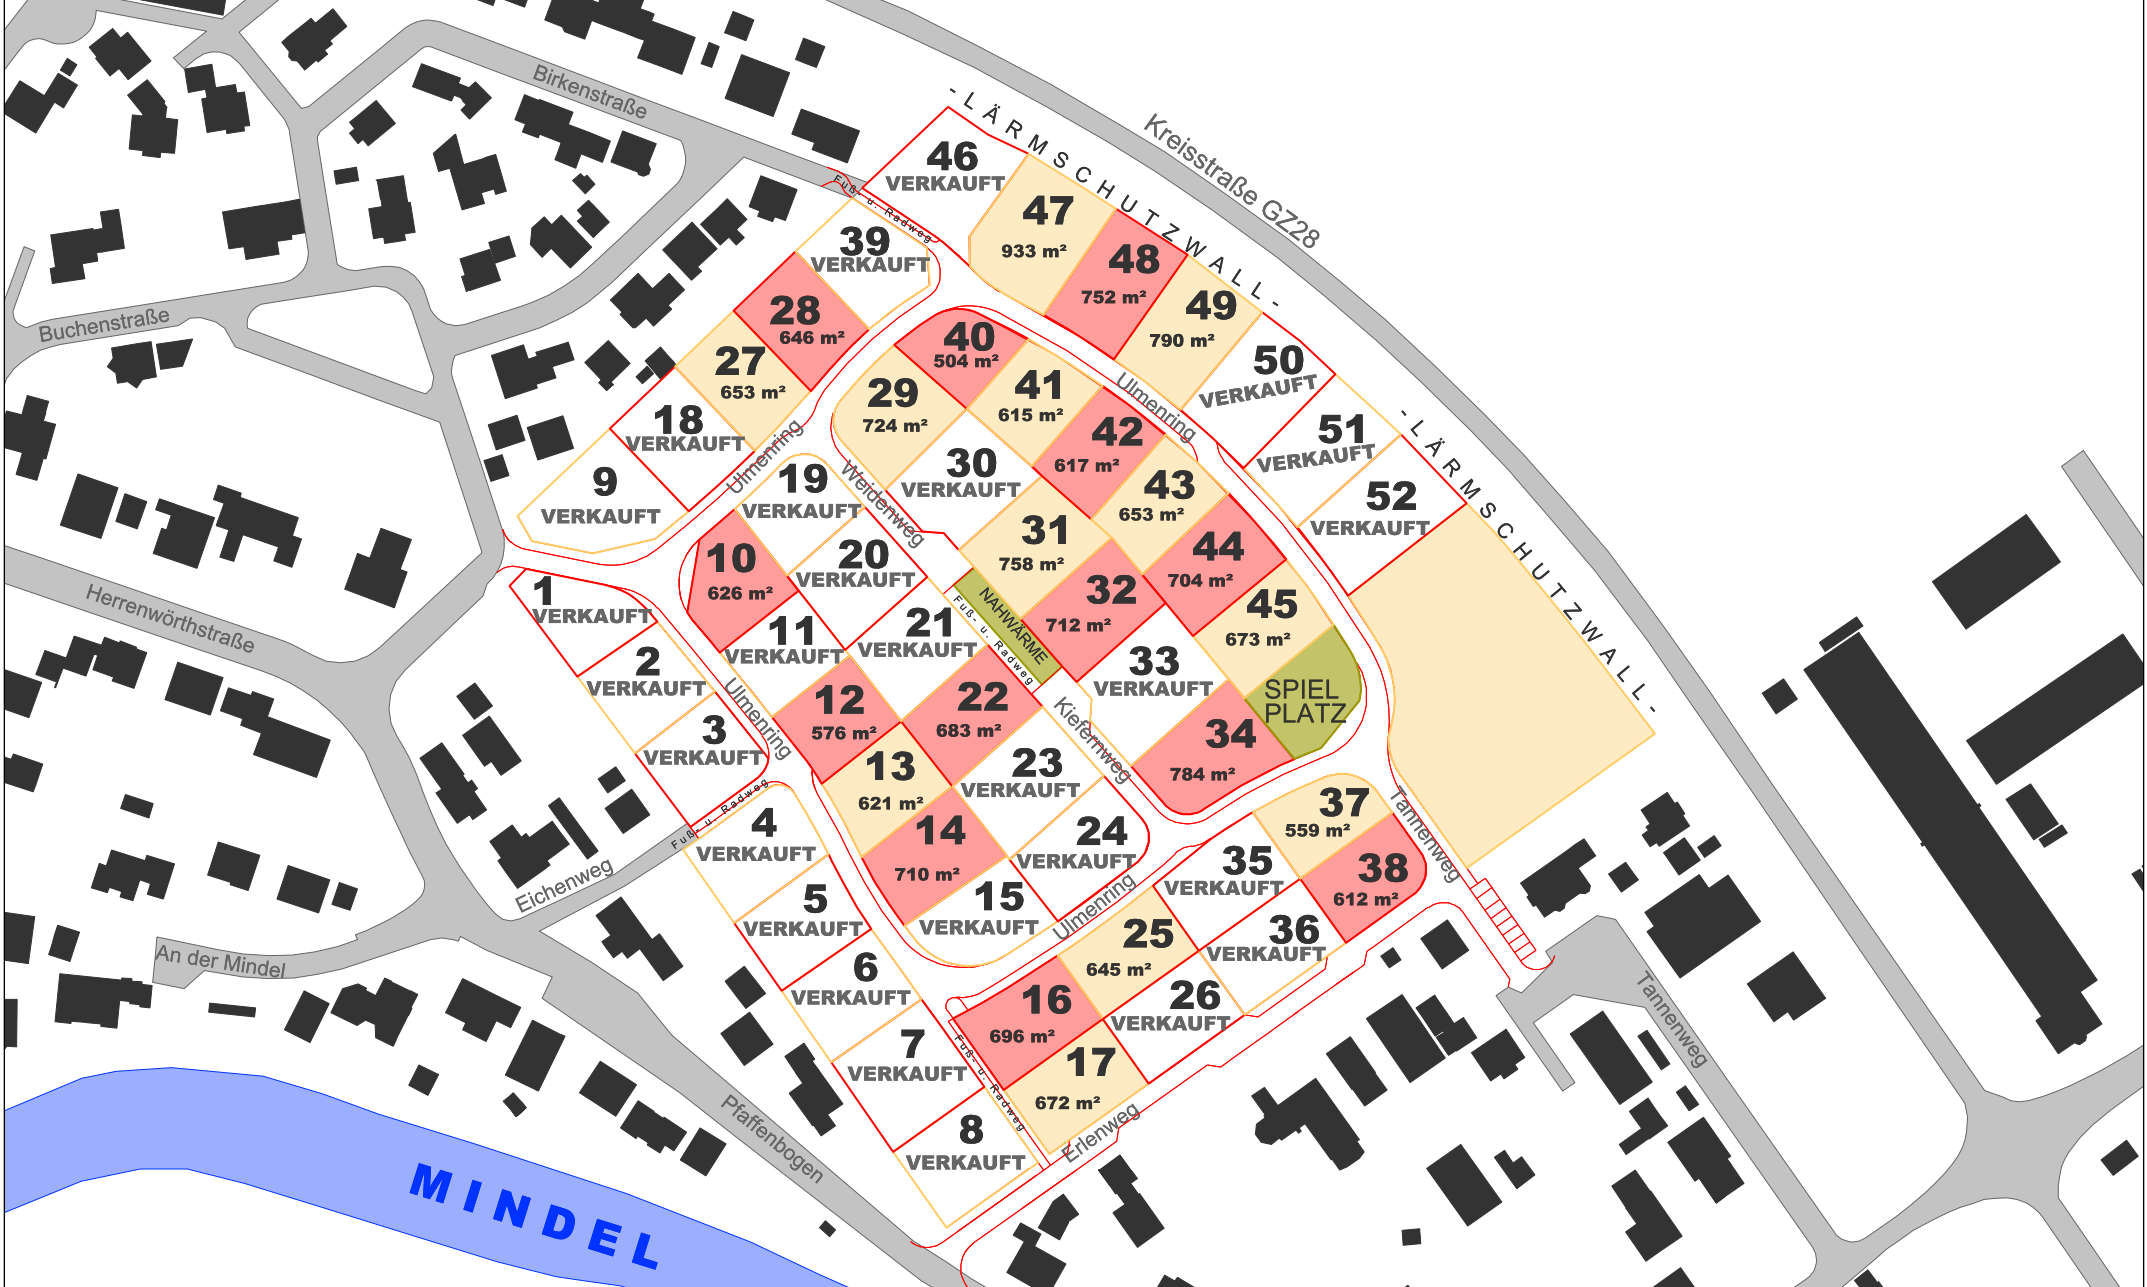 Birkenstraße
Kreisstraße GZ28
-LÄRMSCHUTZWALL-
-LÄRMSCHUTZWALL-
Fuß- u. Radweg
46
VERKAUFT
47
933 m²
48
752 m²
49
790 m²
50
VERKAUFT
51
VERKAUFT
52
VERKAUFT
39
VERKAUFT
28
646 m²
27
653 m²
18
VERKAUFT
9
VERKAUFT
Buchenstraße
Ulmenring
Ulmenring
Weidenweg
40
504 m²
29
724 m²
41
615 m²
42
617 m²
30
VERKAUFT
43
653 m²
31
758 m²
44
704 m²
32
712 m²
45
673 m²
33
VERKAUFT
34
784 m²
SPIEL
PLATZ
NAHWÄRME
Fuß- u. Radweg
Kiefernweg
19
VERKAUFT
10
626 m²
20
VERKAUFT
11
VERKAUFT
21
VERKAUFT
12
576 m²
22
683 m²
13
621 m²
23
VERKAUFT
14
710 m²
24
VERKAUFT
15
VERKAUFT
Herrenwörthstraße
1
VERKAUFT
2
VERKAUFT
3
VERKAUFT
Ulmenring
Fuß- u. Radweg
4
VERKAUFT
5
VERKAUFT
6
VERKAUFT
7
VERKAUFT
8
VERKAUFT
Eichenweg
An der Mindel
Ulmenring
37
559 m²
35
VERKAUFT
38
612 m²
25
645 m²
36
VERKAUFT
16
696 m²
26
VERKAUFT
17
672 m²
Fuß- u. Radweg
Erlenweg
Tannenweg
Tannenweg
Pfaffenbogen
MINDEL